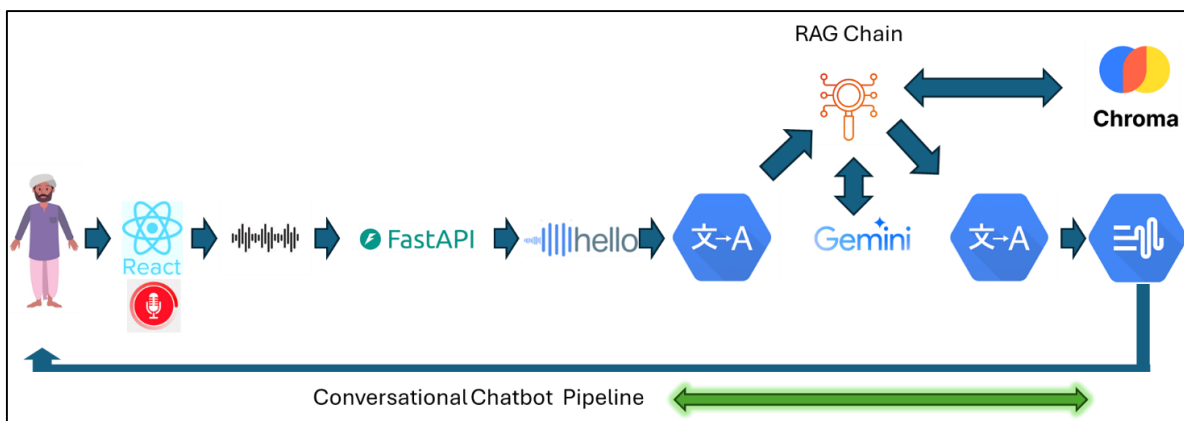 RAG Chain
Chroma
React
FastAPI
hello
文→A
Gemini
文→A
Conversational Chatbot Pipeline